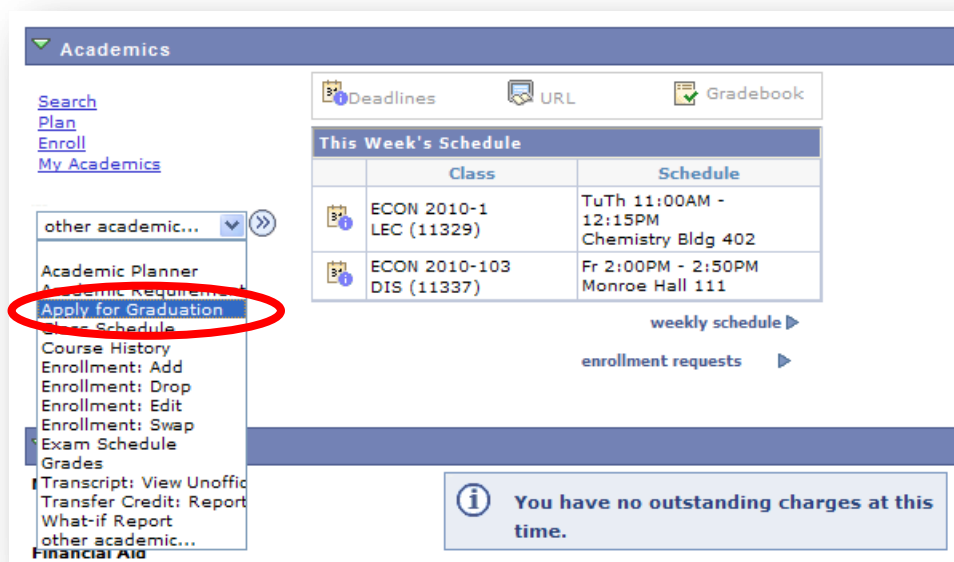 Academics
Search
Plan
Enroll
My Academics
other academic...
Academic Planner
Academic Requirement
Apply for Graduation
Class Schedule
Course History
Enrollment: Add
Enrollment: Drop
Enrollment: Edit
Enrollment: Swap
Exam Schedule
Grades
Transcript: View Unoffic
Transfer Credit: Report
What-if Report
other academic...
Financial Aid
Deadlines
URL
Gradebook
This Week's Schedule
Class
Schedule
ECON 2010-1
LEC (11329)
TuTh 11:00AM -
12:15PM
Chemistry Bldg 402
ECON 2010-103
DIS (11337)
Fr 2:00PM - 2:50PM
Monroe Hall 111
weekly schedule
enrollment requests
You have no outstanding charges at this
time.